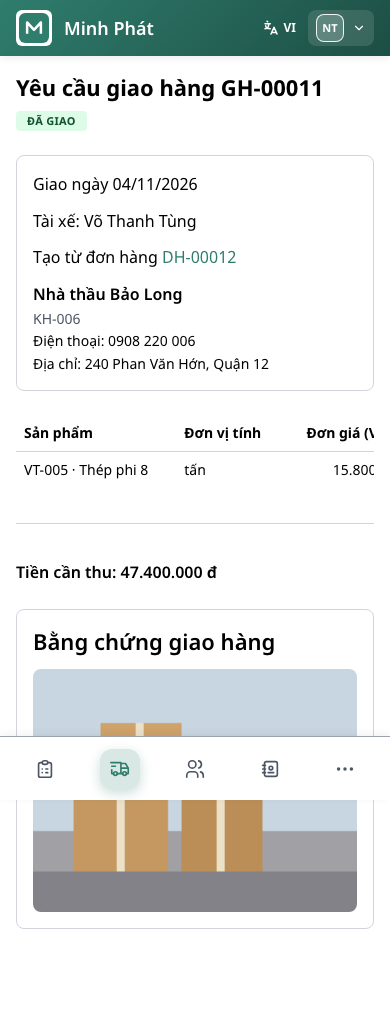 Minh Phát
VI
NT
Yêu cầu giao hàng GH-00011
ĐÃ GIAO
Giao ngày 04/11/2026
Tài xế: Võ Thanh Tùng
Tạo từ đơn hàng DH-00012
Nhà thầu Bảo Long
KH-006
Điện thoại: 0908 220 006
Địa chỉ: 240 Phan Văn Hớn, Quận 12
Sản phẩm Đơn vị tính Đơn giá (V
VT-005 · Thép phi 8 tấn 15.800
Tiền cần thu: 47.400.000 đ
Bằng chứng giao hàng